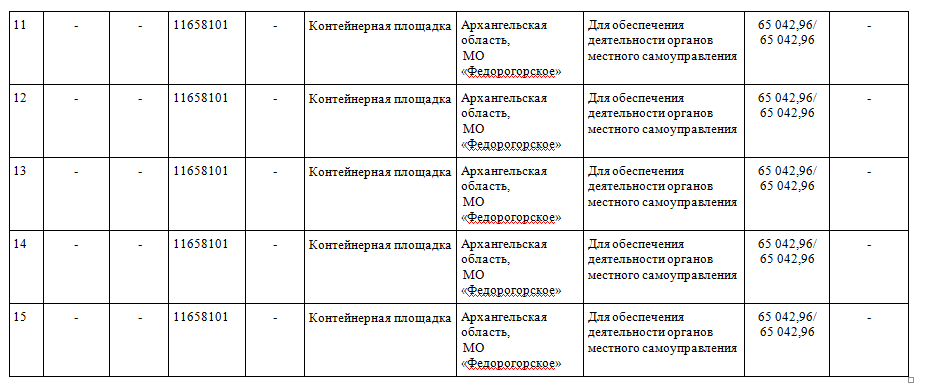 11 - - 11658101 - Контейнерная площадка Архангельская Для обеспечения 65 042,96/ -
область, деятельности органов 65 042,96
МО местного самоуправления
«Федорогорское»
12 - - 11658101 - Контейнерная площадка Архангельская Для обеспечения 65 042,96/ -
область, деятельности органов 65 042,96
МО местного самоуправления
«Федорогорское»
13 - - 11658101 - Контейнерная площадка Архангельская Для обеспечения 65 042,96/ -
область, деятельности органов 65 042,96
МО местного самоуправления
«Федорогорское»
14 - - 11658101 - Контейнерная площадка Архангельская Для обеспечения 65 042,96/ -
область, деятельности органов 65 042,96
МО местного самоуправления
«Федорогорское»
15 - - 11658101 - Контейнерная площадка Архангельская Для обеспечения 65 042,96/ -
область, деятельности органов 65 042,96
МО местного самоуправления
«Федорогорское»